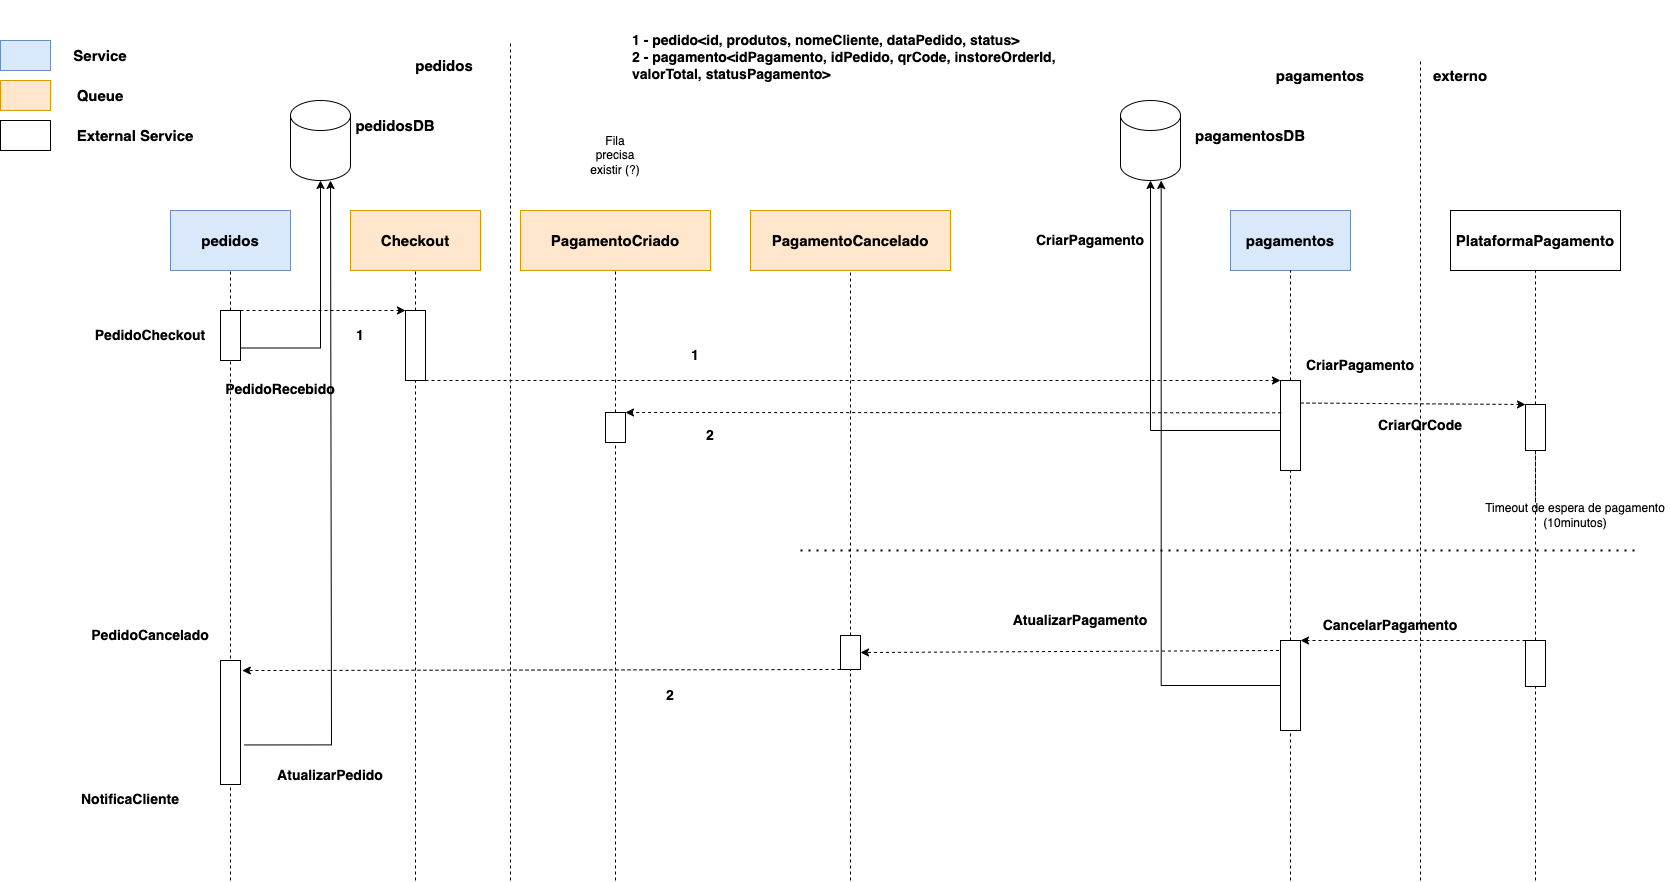 1 - pedido<id, produtos, nomeCliente, dataPedido, status>
2 - pagamento<idPagamento, idPedido, qrCode, instoreOrderId,
valorTotal, statusPagamento>
Service
Queue
External Service
pedidos
pagamentos
externo
pedidosDB
pagamentosDB
Fila
precisa
existir (?)
pedidos
Checkout
PagamentoCriado
PagamentoCancelado
CriarPagamento
pagamentos
PlataformaPagamento
PedidoCheckout
1
1
CriarPagamento
PedidoRecebido
2
CriarQrCode
Timeout de espera de pagamento
(10minutos)
AtualizarPagamento
CancelarPagamento
PedidoCancelado
2
AtualizarPedido
NotificaCliente